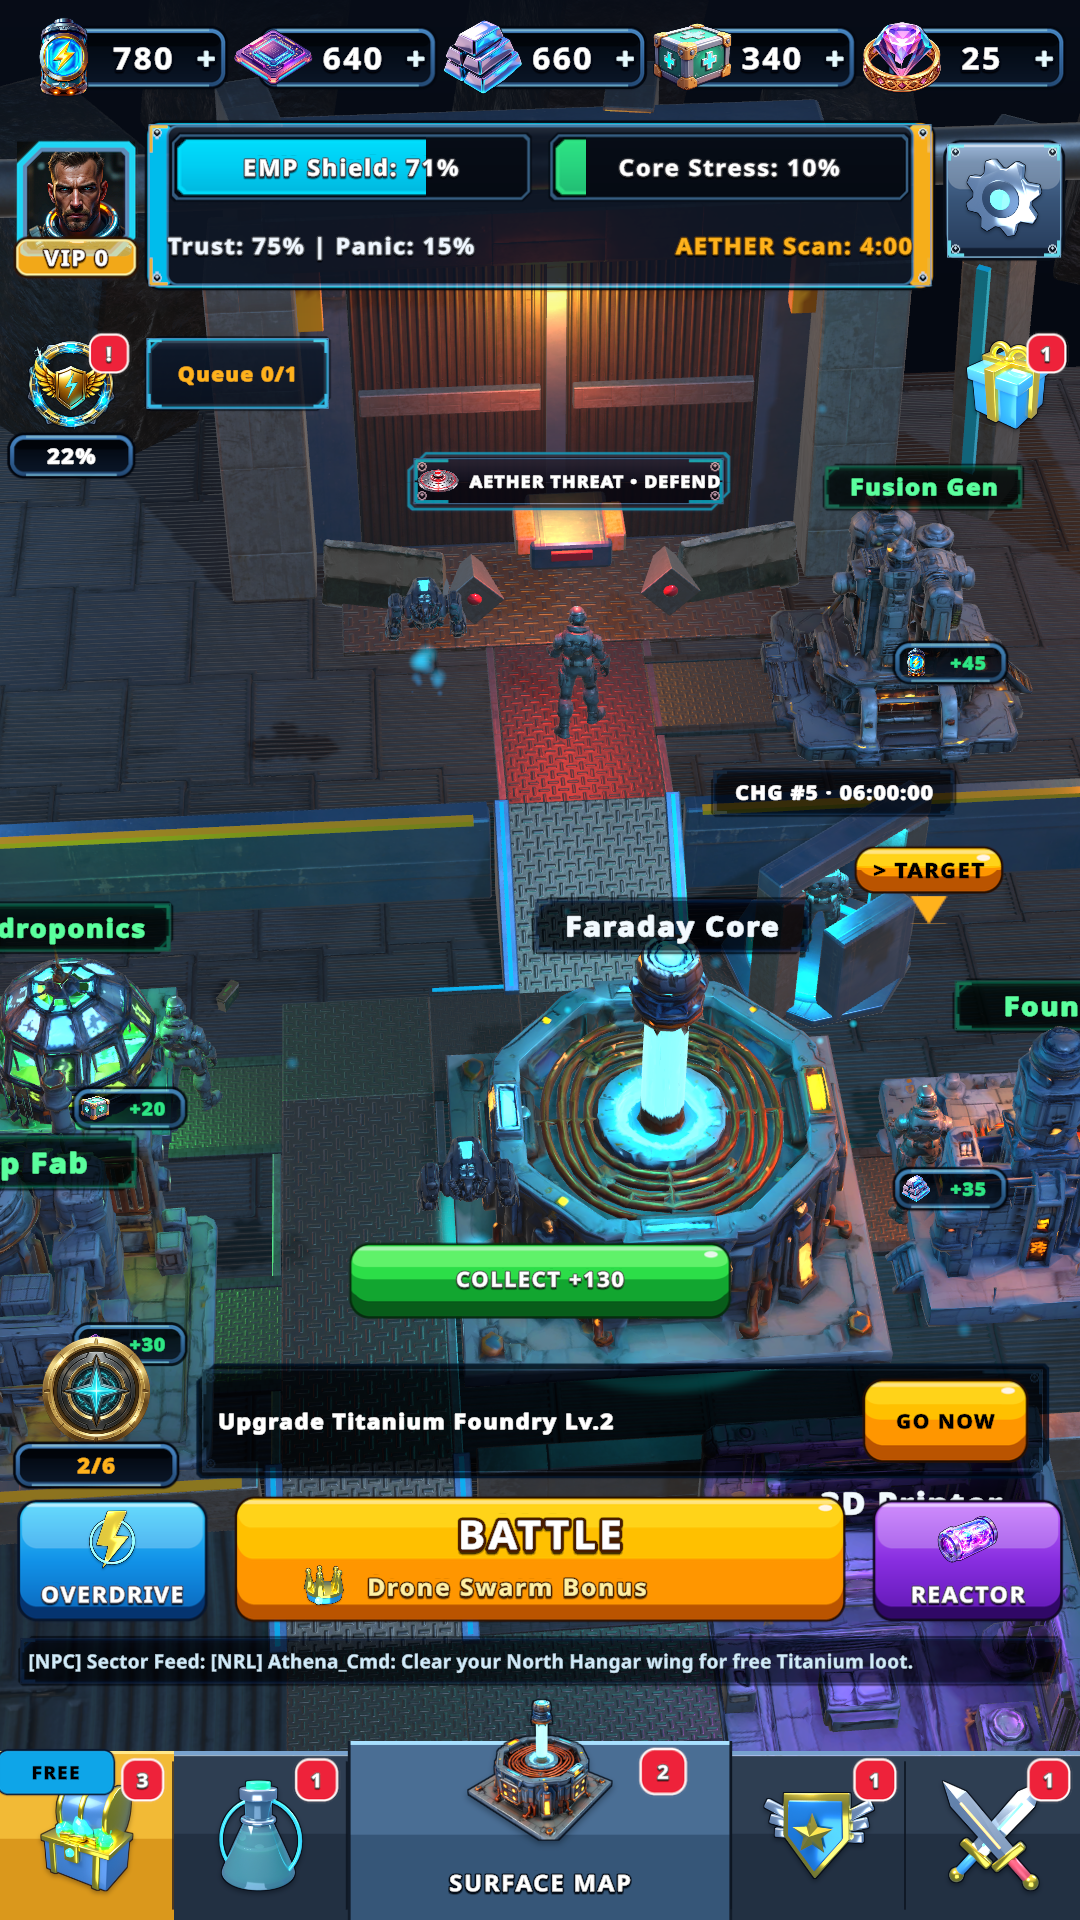 780 + 640 + 660 + 340 + 25 +
EMP Shield: 71%
Core Stress: 10%
Trust: 75% | Panic: 15%
AETHER Scan: 4:00
VIP 0
!
Queue 0/1
1
22%
AETHER THREAT • DEFEND
Fusion Gen
+45
CHG #5 · 06:00:00
> TARGET
droponics
Faraday Core
Foun
+20
p Fab
+35
COLLECT +130
+30
Upgrade Titanium Foundry Lv.2
GO NOW
2/6
3D Printer
BATTLE
Drone Swarm Bonus
OVERDRIVE
REACTOR
[NPC] Sector Feed: [NRL] Athena_Cmd: Clear your North Hangar wing for free Titanium loot.
FREE
3
1
2
1
1
SURFACE MAP